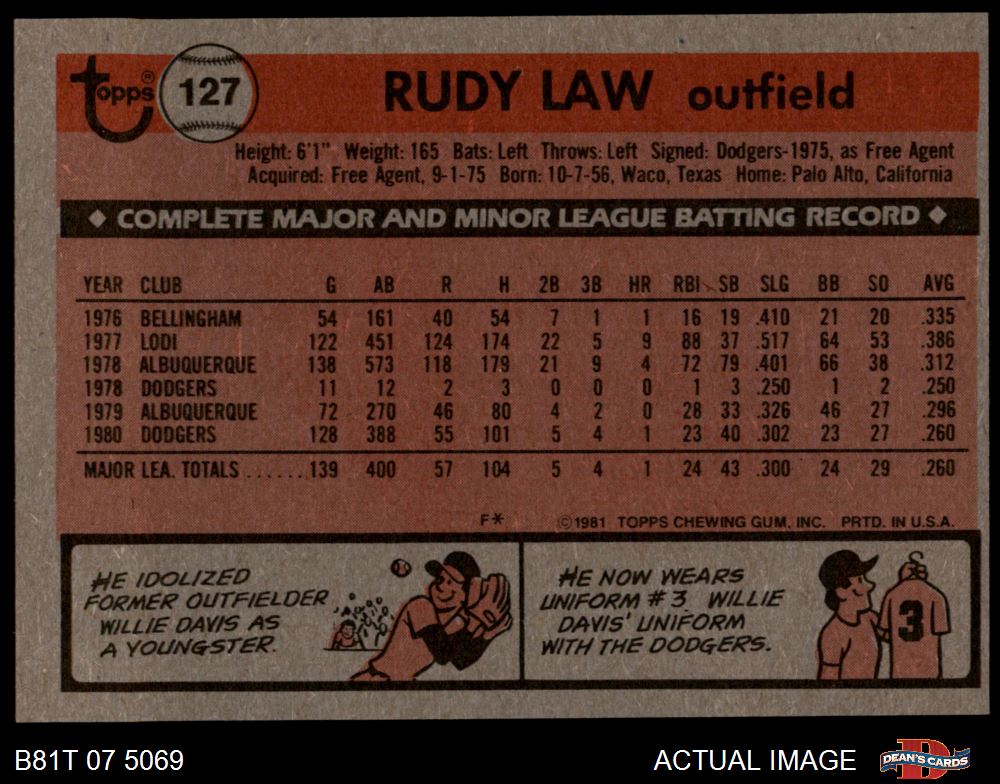 topps® 127 RUDY LAW outfield
Height: 6'1" Weight: 165 Bats: Left Throws: Left Signed: Dodgers-1975, as Free Agent
Acquired: Free Agent, 9-1-75 Born: 10-7-56, Waco, Texas Home: Palo Alto, California
◆ COMPLETE MAJOR AND MINOR LEAGUE BATTING RECORD ◆
YEAR CLUB G AB R H 2B 3B HR RBI SB SLG BB SO AVG
1976 BELLINGHAM 54 161 40 54 7 1 1 16 19 .410 21 20 .335
1977 LODI 122 451 124 174 22 5 9 88 37 .517 64 53 .386
1978 ALBUQUERQUE 138 573 118 179 21 9 4 72 79 .401 66 38 .312
1978 DODGERS 11 12 2 3 0 0 0 1 3 .250 1 2 .250
1979 ALBUQUERQUE 72 270 46 80 4 2 0 28 33 .326 46 27 .296
1980 DODGERS 128 388 55 101 5 4 1 23 40 .302 23 27 .260
MAJOR LEA. TOTALS ...... 139 400 57 104 5 4 1 24 43 .300 24 29 .260
F* ©1981 TOPPS CHEWING GUM, INC. PRTD. IN U.S.A.
HE IDOLIZED
FORMER OUTFIELDER
WILLIE DAVIS AS
A YOUNGSTER.
HE NOW WEARS
UNIFORM #3, WILLIE
DAVIS' UNIFORM
WITH THE DODGERS.
3
B81T 07 5069 ACTUAL IMAGE DEAN'S CARDS